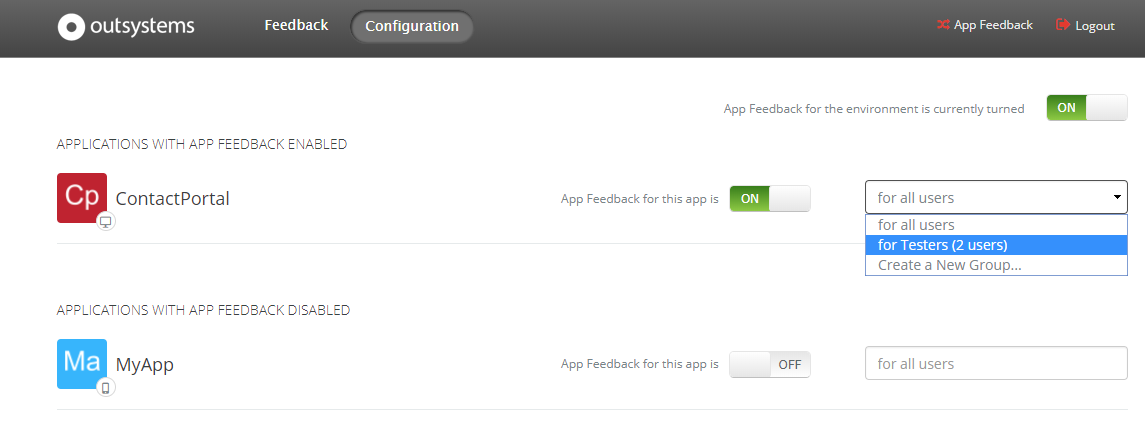 outsystems
Feedback
Configuration
App Feedback
Logout
App Feedback for the environment is currently turned
ON
APPLICATIONS WITH APP FEEDBACK ENABLED
Cp
ContactPortal
App Feedback for this app is
ON
for all users
for all users
for Testers (2 users)
Create a New Group...
APPLICATIONS WITH APP FEEDBACK DISABLED
Ma
MyApp
App Feedback for this app is
OFF
for all users